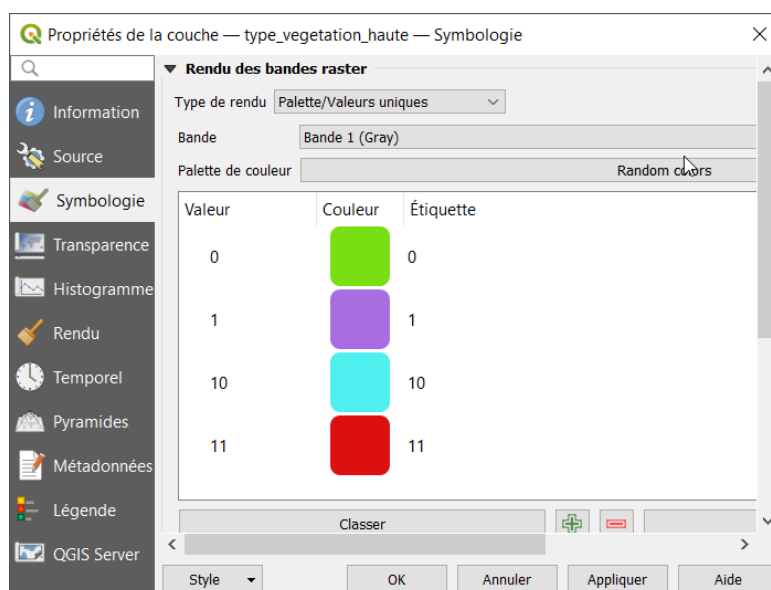 Propriétés de la couche — type_vegetation_haute — Symbologie
Information
Source
Symbologie
Transparence
Histogramme
Rendu
Temporel
Pyramides
Métadonnées
Légende
QGIS Server
Rendu des bandes raster
Type de rendu Palette/Valeurs uniques
Bande Bande 1 (Gray)
Palette de couleur Random colors
Valeur Couleur Étiquette
0 0
1 1
10 10
11 11
Classer
Style OK Annuler Appliquer Aide